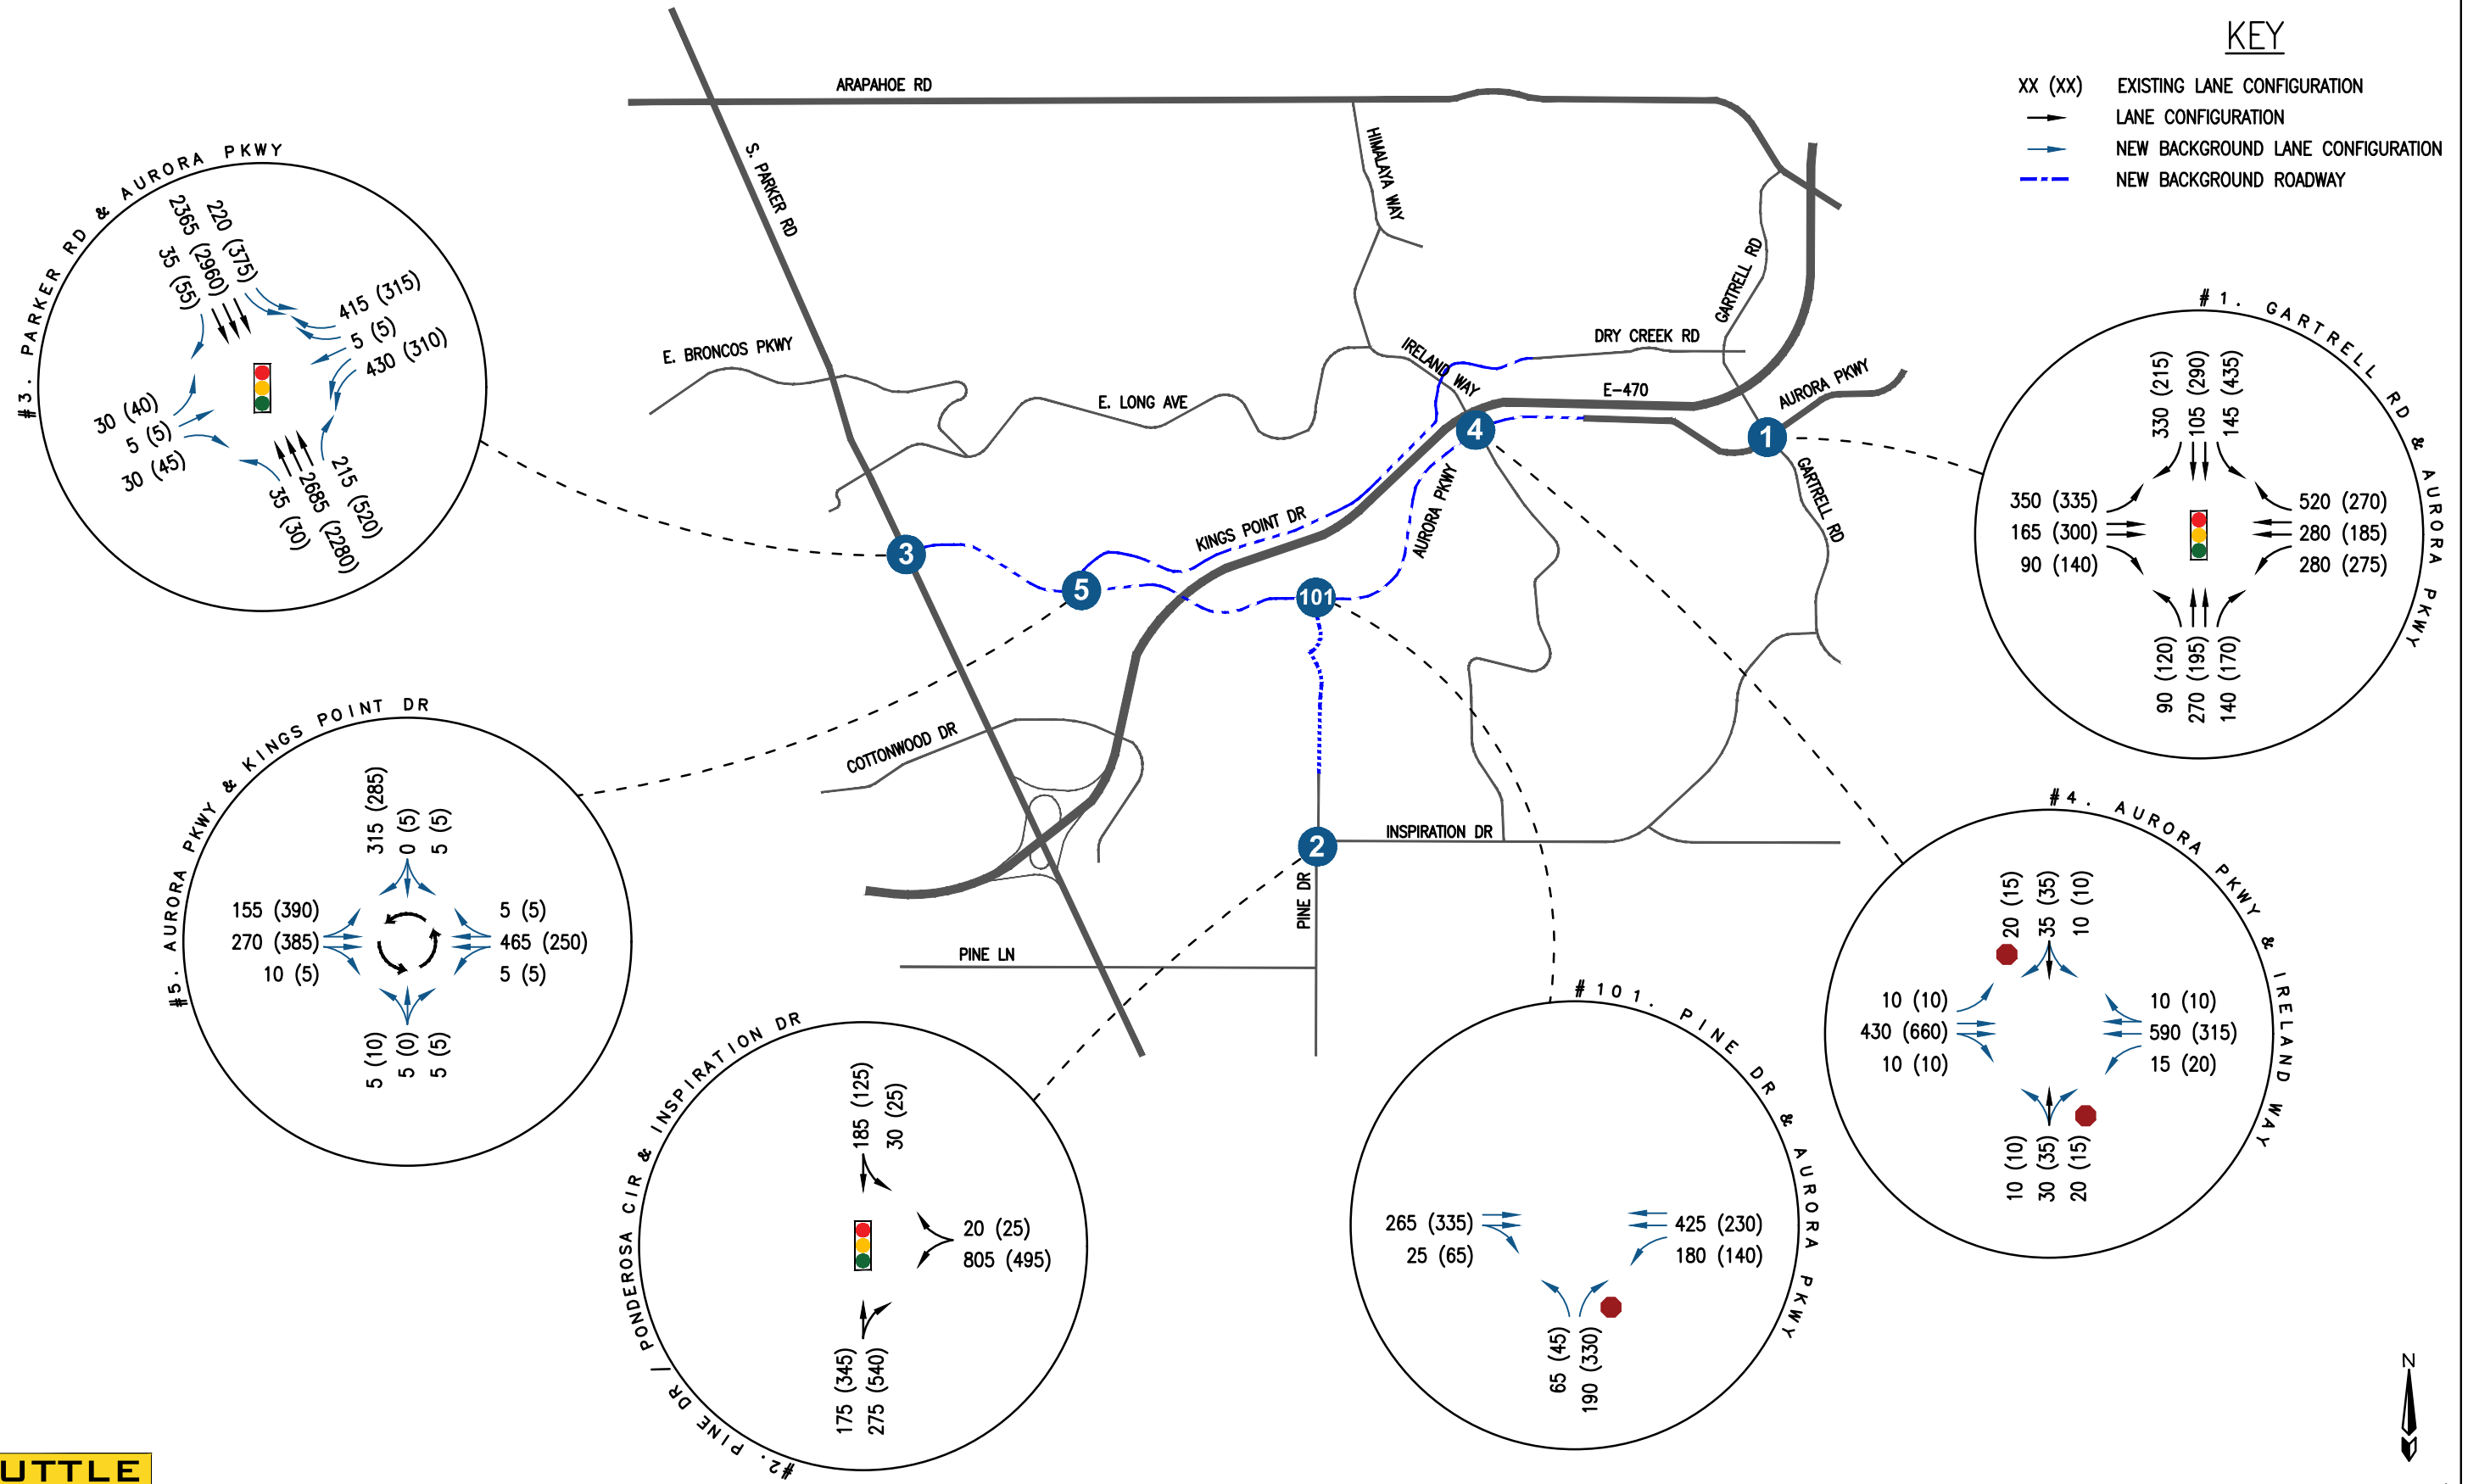 KEY
XX (XX) EXISTING LANE CONFIGURATION
LANE CONFIGURATION
NEW BACKGROUND LANE CONFIGURATION
NEW BACKGROUND ROADWAY
ARAPAHOE RD
S. PARKER RD
HIMALAYA WAY
GARTRELL RD
E. BRONCOS PKWY
IRELAND WAY
DRY CREEK RD
E. LONG AVE
E-470
AURORA PKWY
GARTRELL RD
KINGS POINT DR
AURORA PKWY
COTTONWOOD DR
INSPIRATION DR
PINE DR
PINE LN
1
4
3
5
101
2
#3. PARKER RD & AURORA PKWY
35 (55)
2365 (2960)
220 (375)
415 (315)
5 (5)
430 (310)
30 (40)
5 (5)
30 (45)
35 (30)
2685 (2280)
215 (520)
#1. GARTRELL RD & AURORA PKWY
330 (215)
105 (290)
145 (435)
350 (335)
165 (300)
90 (140)
520 (270)
280 (185)
280 (275)
90 (120)
270 (195)
140 (170)
#5. AURORA PKWY & KINGS POINT DR
315 (285)
0 (5)
5 (5)
155 (390)
270 (385)
10 (5)
5 (5)
465 (250)
5 (5)
5 (10)
5 (0)
5 (5)
#4. AURORA PKWY & IRELAND WAY
20 (15)
35 (35)
10 (10)
10 (10)
430 (660)
10 (10)
10 (10)
590 (315)
15 (20)
10 (10)
30 (35)
20 (15)
#2. PINE DR / PONDEROSA CIR & INSPIRATION DR
185 (125)
30 (25)
20 (25)
805 (495)
175 (345)
275 (540)
#101. PINE DR & AURORA PKWY
265 (335)
25 (65)
425 (230)
180 (140)
65 (45)
190 (330)
N
UTTLE